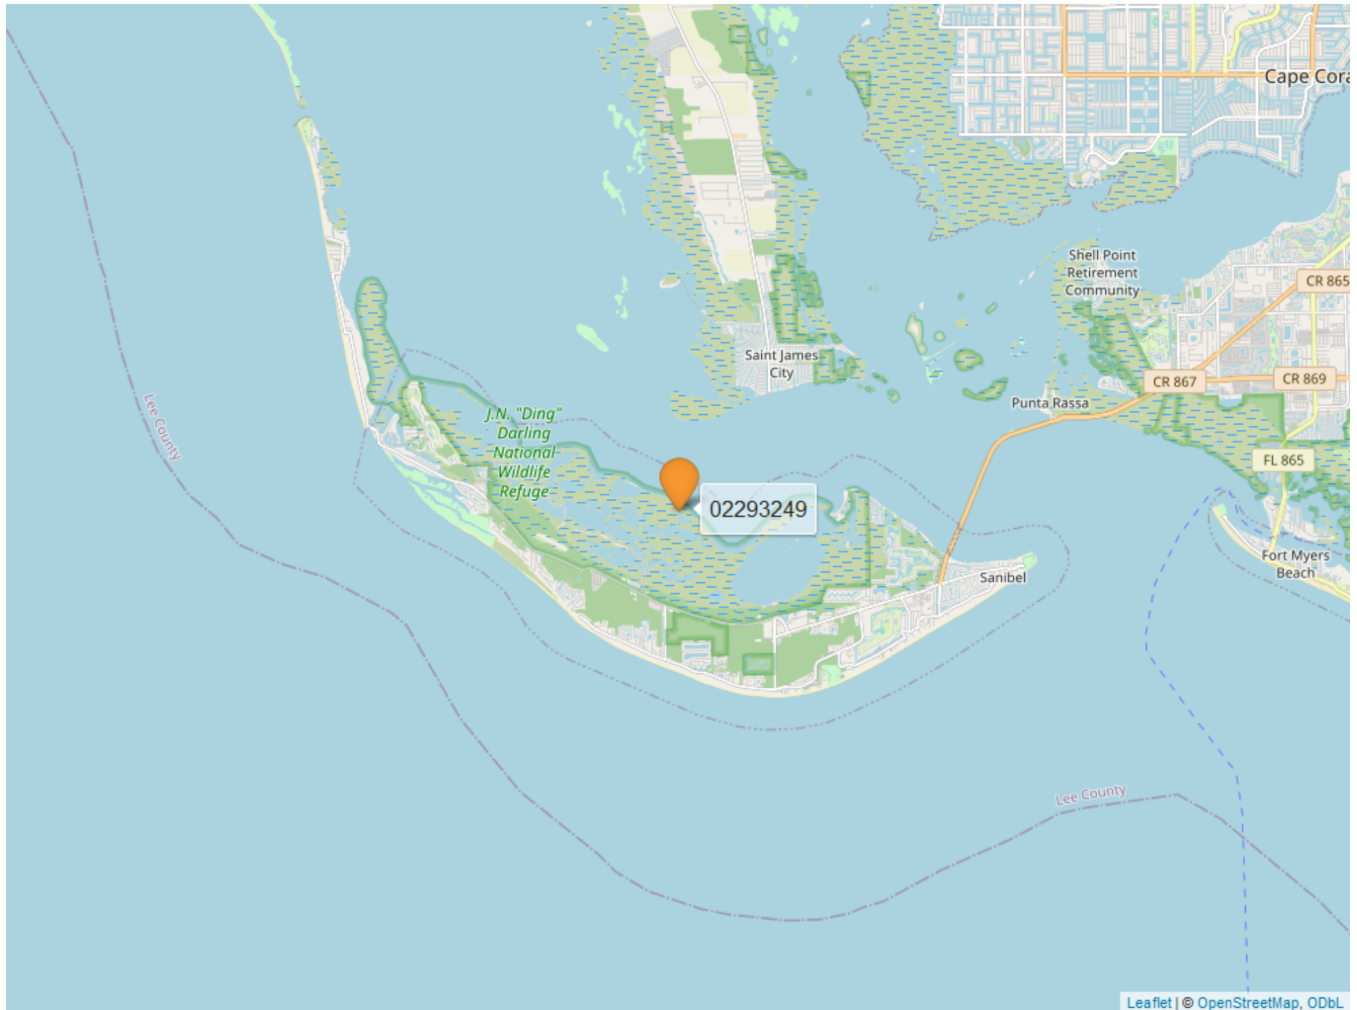 Cape Cora
Shell Point
Retirement
Community
CR 865
Saint James
City
CR 867
CR 869
Punta Rassa
Lee County
J.N. "Ding"
Darling
National
Wildlife
Refuge
FL 865
02293249
Fort Myers
Beach
Sanibel
Lee County
Leaflet | © OpenStreetMap, ODbL